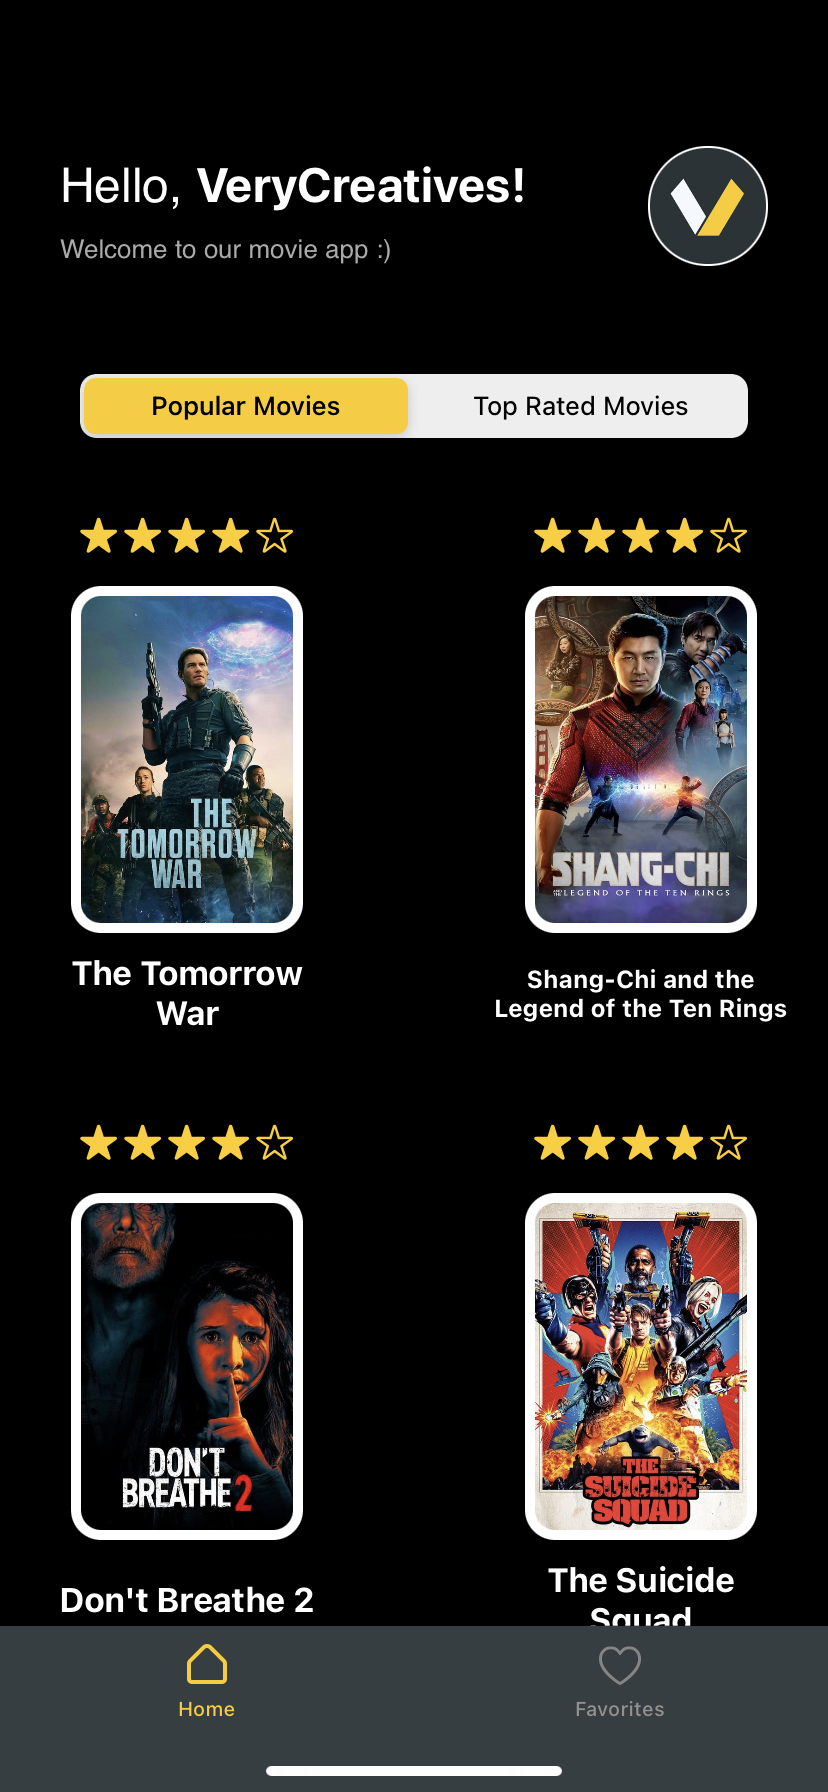 Hello, VeryCreatives!
Welcome to our movie app :)
Popular Movies
Top Rated Movies
THE
TOMORROW
WAR
The Tomorrow
War
SHANG-CHI
AND THE LEGEND OF THE TEN RINGS
Shang-Chi and the
Legend of the Ten Rings
DON'T
BREATHE 2
Don't Breathe 2
THE
SUICIDE
SQUAD
The Suicide
Squad
Home
Favorites